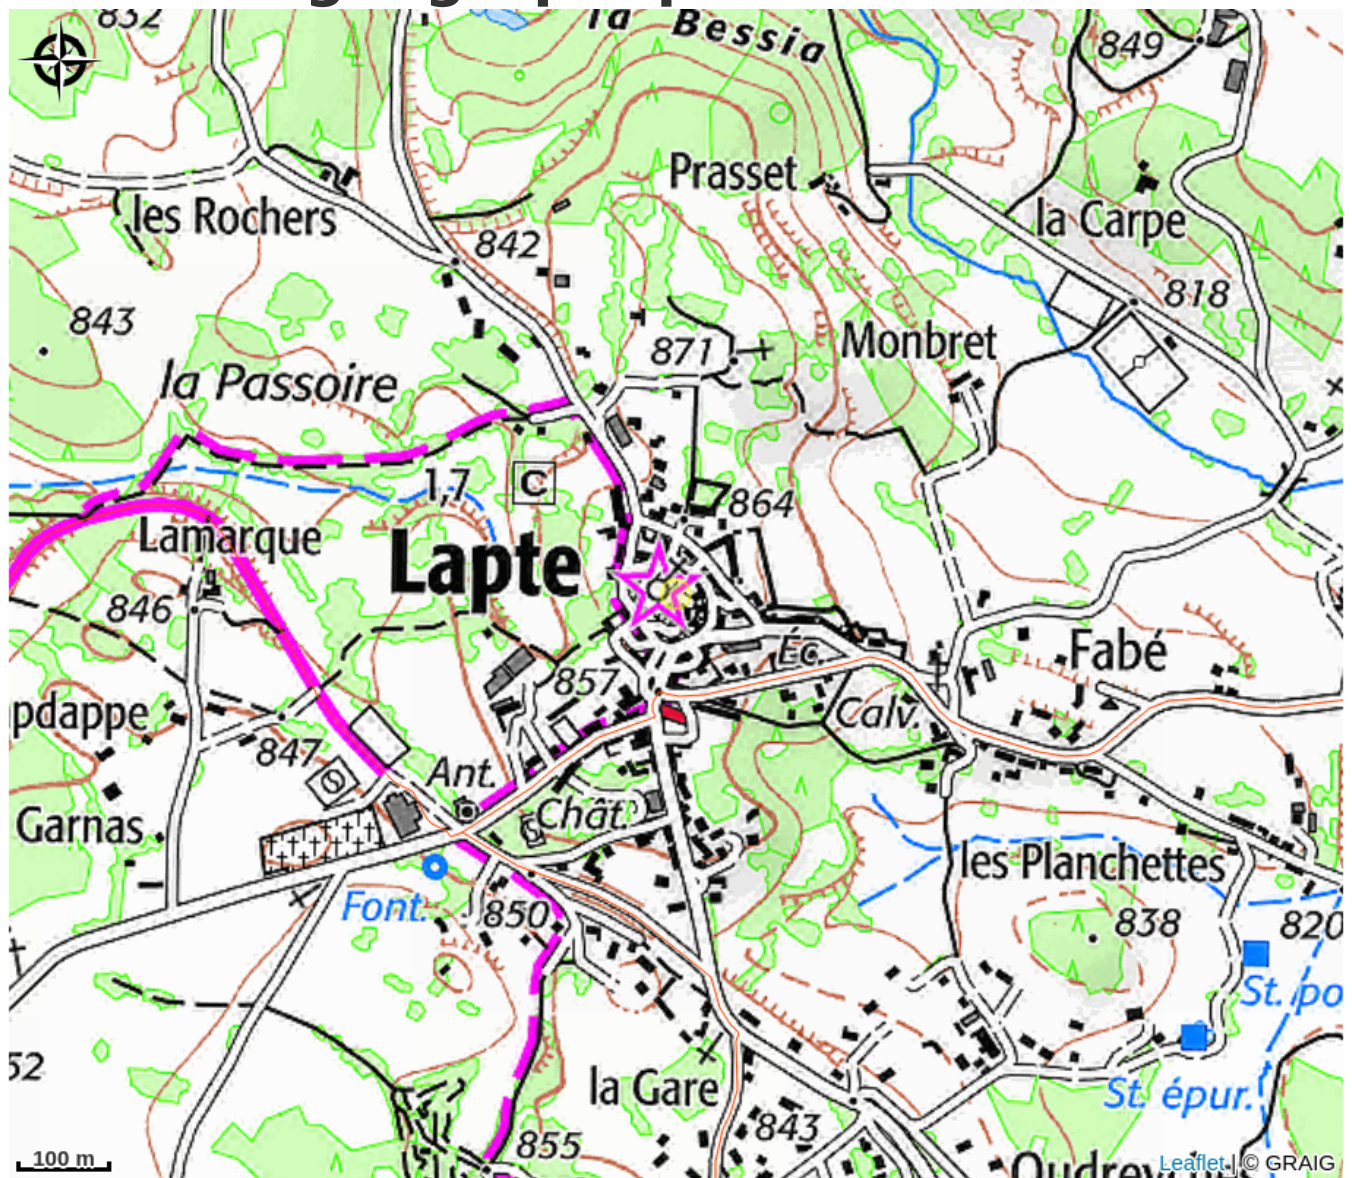 832
la Bessia
849
Prasset
les Rochers
la Carpe
842
818
843
871
Monbret
la Passoire
1,7
C
864
Lamarque
Lapte
846
Éc.
Fabé
857
pdappe
Calv.
847
Ant.
Garnas
Chât.
les Planchettes
Font.
850
838
820
St. po
52
la Gare
St. épur.
843
855
100 m
Leaflet | © GRAIG